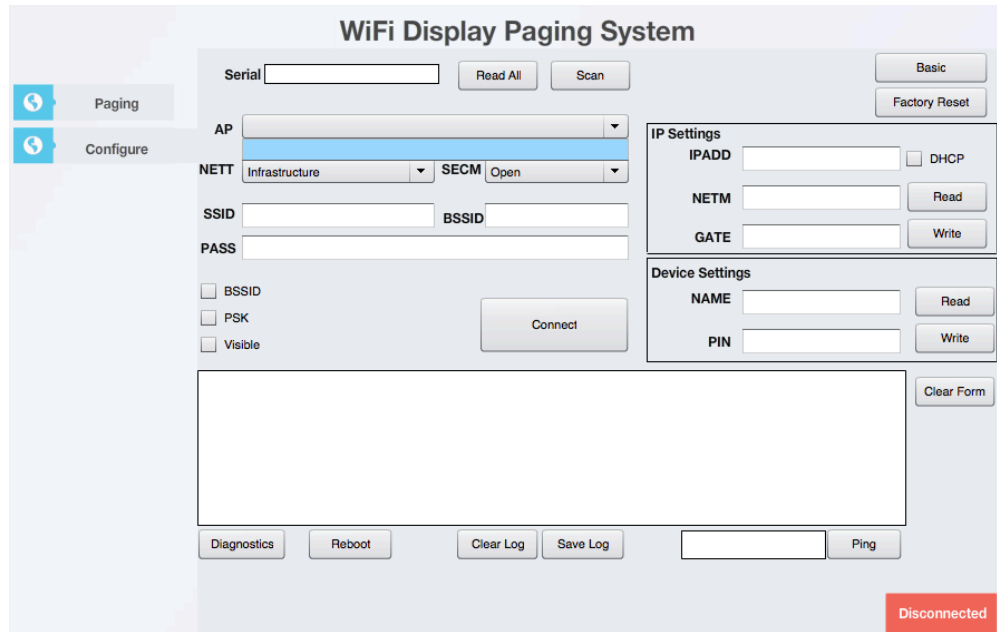 WiFi Display Paging System
Serial Read All Scan Basic
Paging Factory Reset
Configure
AP
NETT Infrastructure SECM Open
SSID BSSID
PASS
BSSID
PSK
Visible
Connect
IP Settings
IPADD DHCP
NETM Read
GATE Write
Device Settings
NAME Read
PIN Write
Clear Form
Diagnostics Reboot Clear Log Save Log Ping
Disconnected